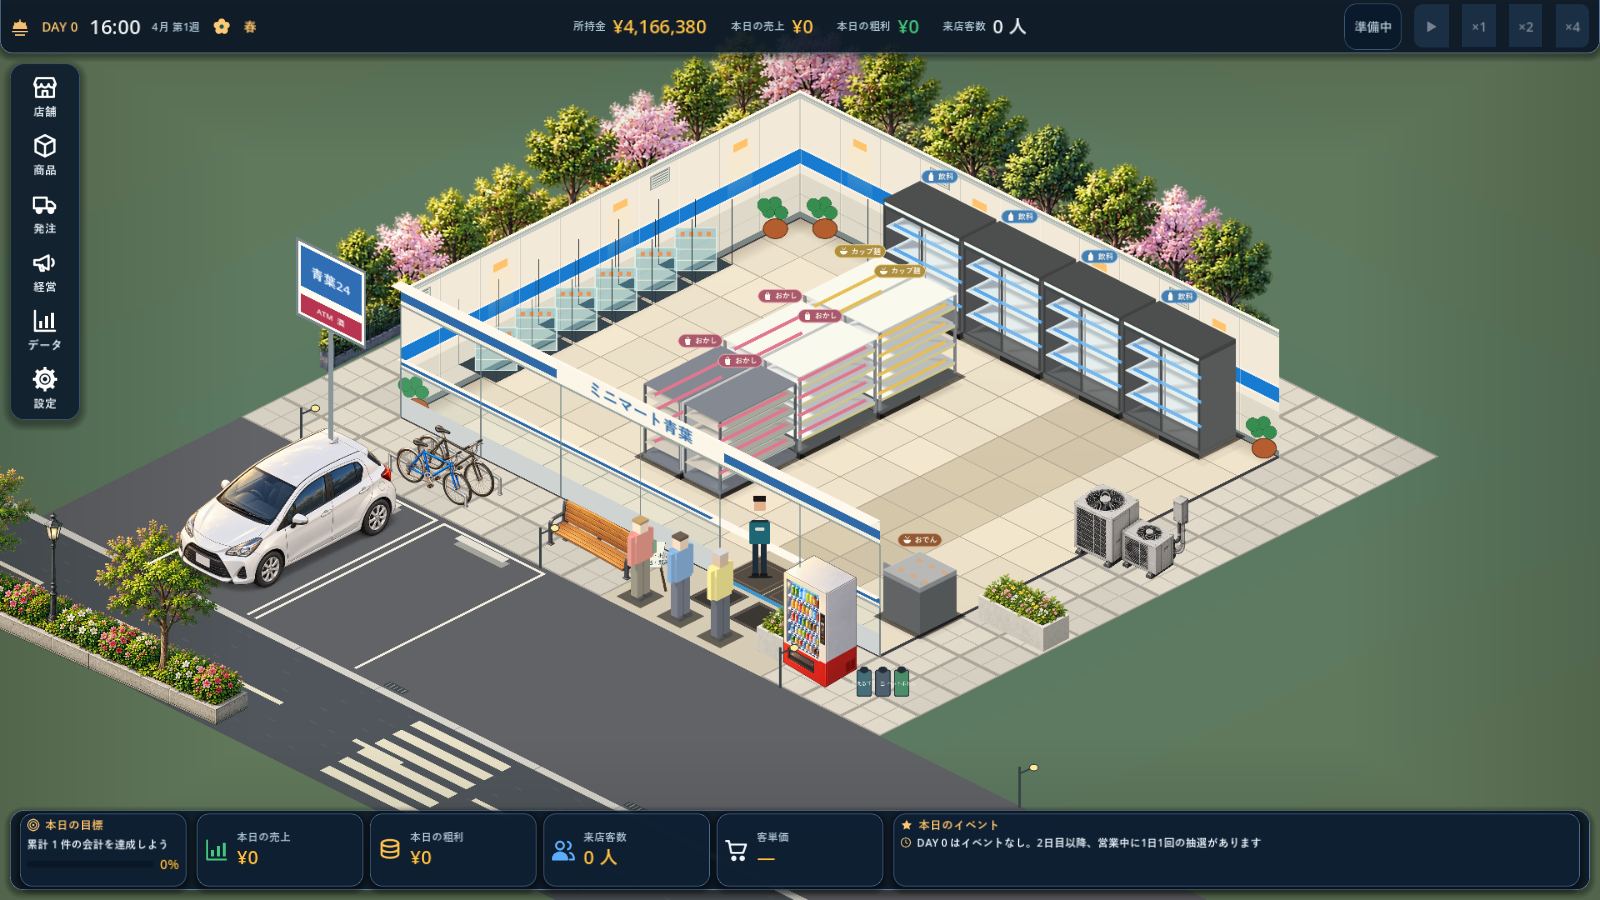 DAY 0 16:00 4月 第1週 春
所持金 ¥4,166,380 本日の売上 ¥0 本日の粗利 ¥0 来店客数 0 人
準備中 ×1 ×2 ×4
店舗
商品
発注
経営
データ
設定
飲料
飲料
飲料
飲料
カップ麺
カップ麺
おかし
おかし
おかし
おかし
青葉24
ATM 酒
ミニマート青葉
おでん
本日の目標
累計 1 件の会計を達成しよう
0%
本日の売上
¥0
本日の粗利
¥0
来店客数
0 人
客単価
—
本日のイベント
DAY 0 はイベントなし。2日目以降、営業中に1日1回の抽選があります